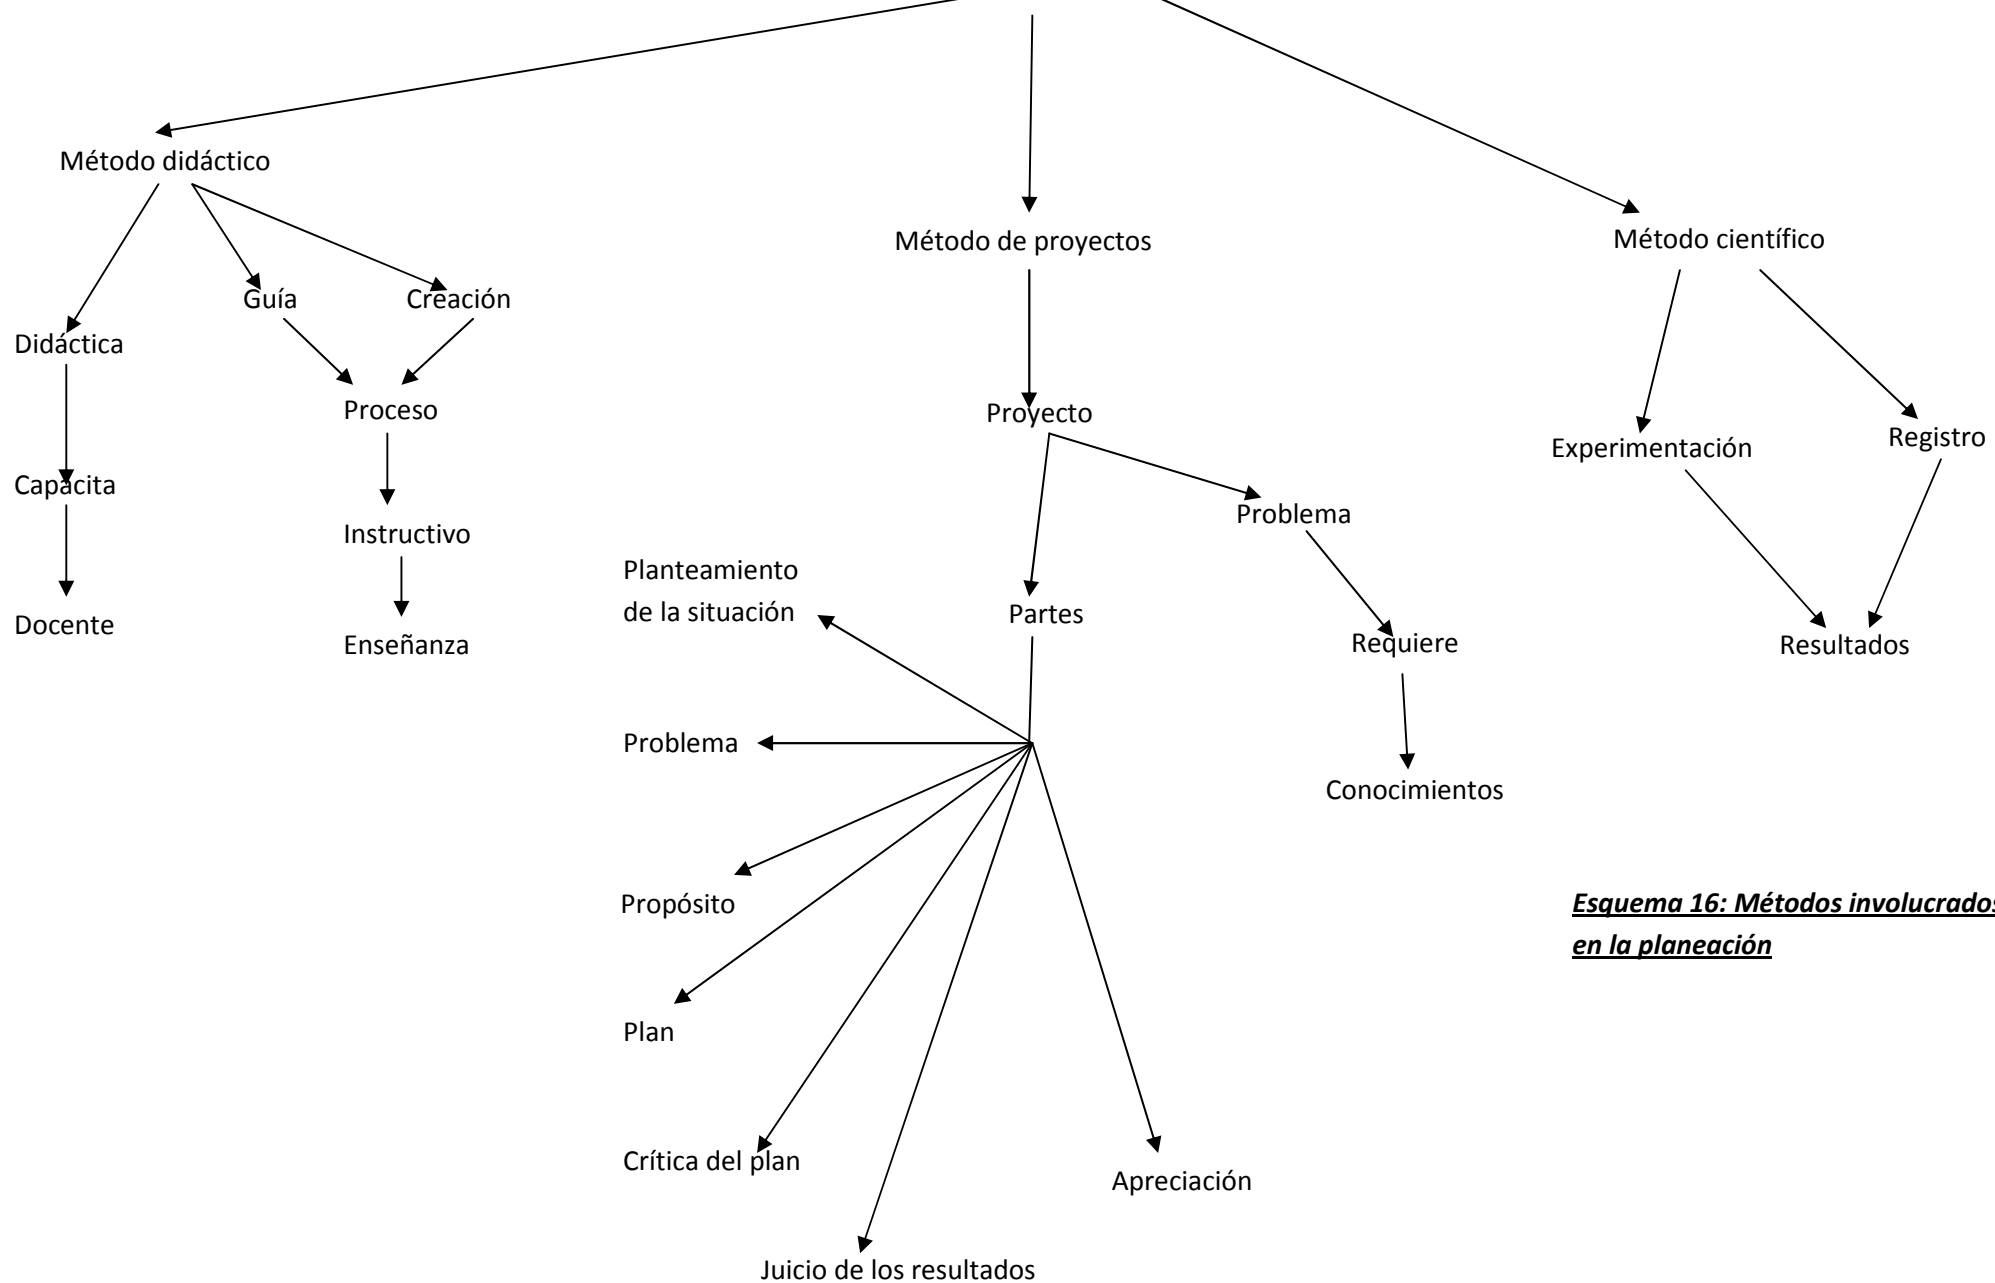 Método didáctico
Método de proyectos
Método científico
Guía
Creación
Didáctica
Proceso
Proyecto
Registro
Experimentación
Capacita
Problema
Instructivo
Planteamiento
de la situación
Partes
Docente
Enseñanza
Requiere
Resultados
Problema
Conocimientos
Propósito
Esquema 16: Métodos involucrados
en la planeación
Plan
Crítica del plan
Apreciación
Juicio de los resultados